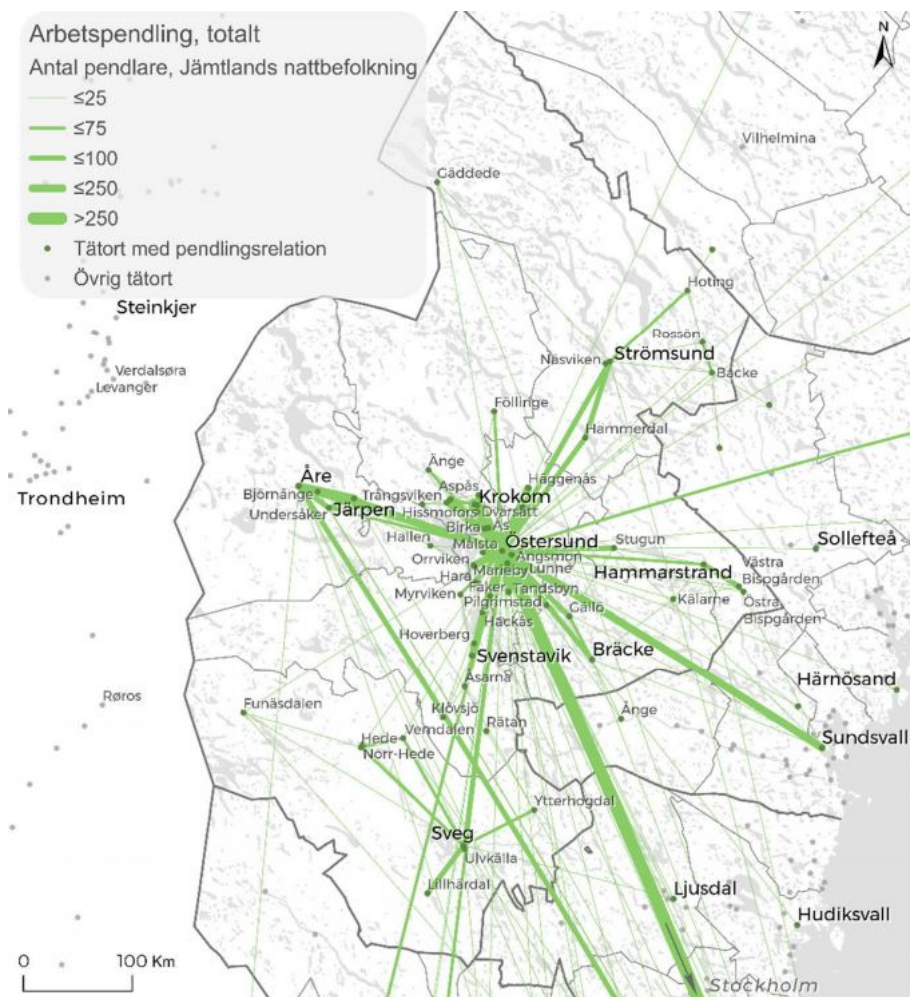 Arbetspendling, totalt
Antal pendlare, Jämtlands nattbefolkning
≤25
≤75
≤100
≤250
>250
Tätort med pendlingsrelation
Övrig tätort
N
Vilhelmina
Gäddede
Steinkjer
Hoting
Rossön
Verdalsøra
Levanger
Näsviken
Strömsund
Backe
Föllinge
Hammerdal
Änge
Häggenås
Åre
Aspås
Krokom
Trondheim
Björnänge
Trångsviken
Undersåker
Järpen
Hissmofors
Dvärsätt
Birka
Ås
Hallen
Målsta
Östersund
Stugun
Sollefteå
Ängsmon
Orrviken
Marieby
Lunne
Hammarstrand
Västra
Bispgården
Hara
Myrviken
Fåker
Tandsbyn
Pilgrimstad
Gällö
Kälarne
Östra
Bispgården
Hackås
Hoverberg
Svenstavik
Bräcke
Åsarna
Härnösand
Røros
Funäsdalen
Klövsjö
Rätan
Ånge
Vemdalen
Hede
Norr-Hede
Sundsvall
Ytterhogdal
Sveg
Ulvkälla
Lillhärdal
Ljusdal
Hudiksvall
0
100 Km
Stockholm